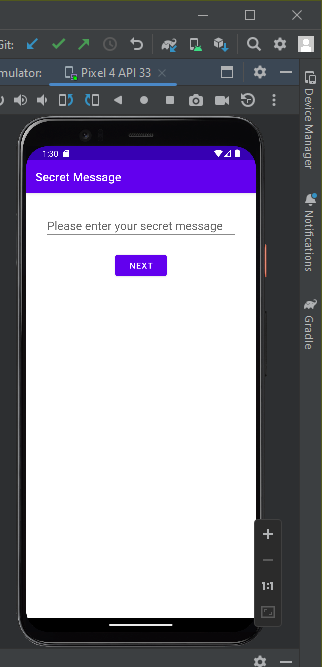 Git:
mulator:
Pixel 4 API 33
1:30
Secret Message
Please enter your secret message
NEXT
1:1
Device Manager
Notifications
Gradle